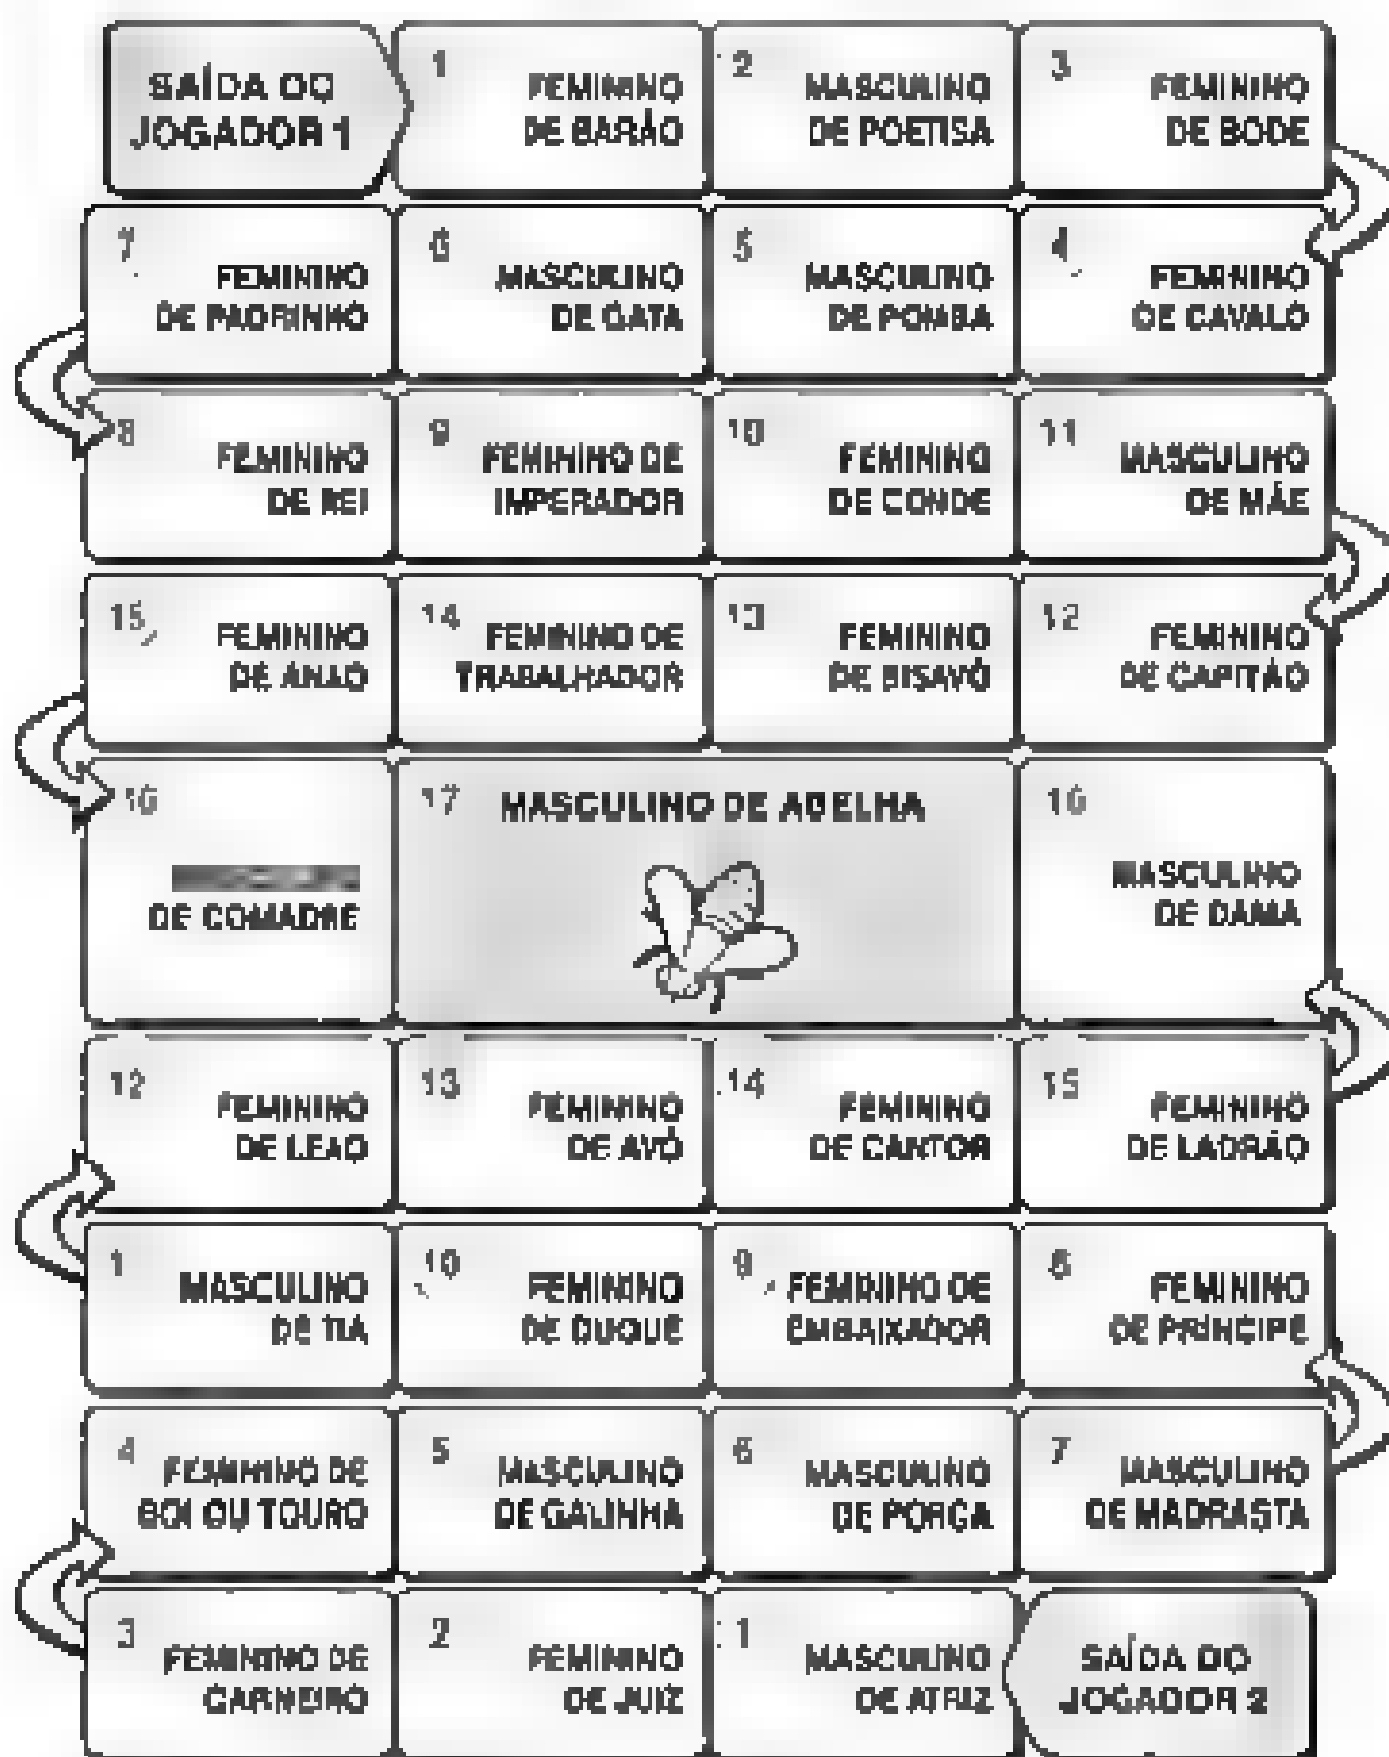 SAÍDA DO
JOGADOR 1
1
FEMININO
DE BARÃO
2
MASCULINO
DE POETISA
3
FEMININO
DE BODE
7
FEMININO
DE PADRINHO
6
MASCULINO
DE GATA
5
MASCULINO
DE POMBA
4
FEMININO
DE CAVALO
8
FEMININO
DE REI
9
FEMININO DE
IMPERADOR
10
FEMININO
DE CONDE
11
MASCULINO
DE MÃE
15
FEMININO
DE ANÃO
14
FEMININO DE
TRABALHADOR
13
FEMININO
DE BISAVÔ
12
FEMININO
DE CAPITÃO
16
DE COMADRE
17
MASCULINO DE ABELHA
16
MASCULINO
DE DAMA
12
FEMININO
DE LEÃO
13
FEMININO
DE AVÔ
14
FEMININO
DE CANTOR
15
FEMININO
DE LADRÃO
1
MASCULINO
DE TIA
10
FEMININO
DE DUQUE
9
FEMININO DE
EMBAIXADOR
8
FEMININO
DE PRÍNCIPE
4
FEMININO DE
BOI OU TOURO
5
MASCULINO
DE GALINHA
6
MASCULINO
DE PORCA
7
MASCULINO
DE MADRASTA
3
FEMININO DE
CARNEIRO
2
FEMININO
DE JUIZ
1
MASCULINO
DE ATRIZ
SAÍDA DO
JOGADOR 2